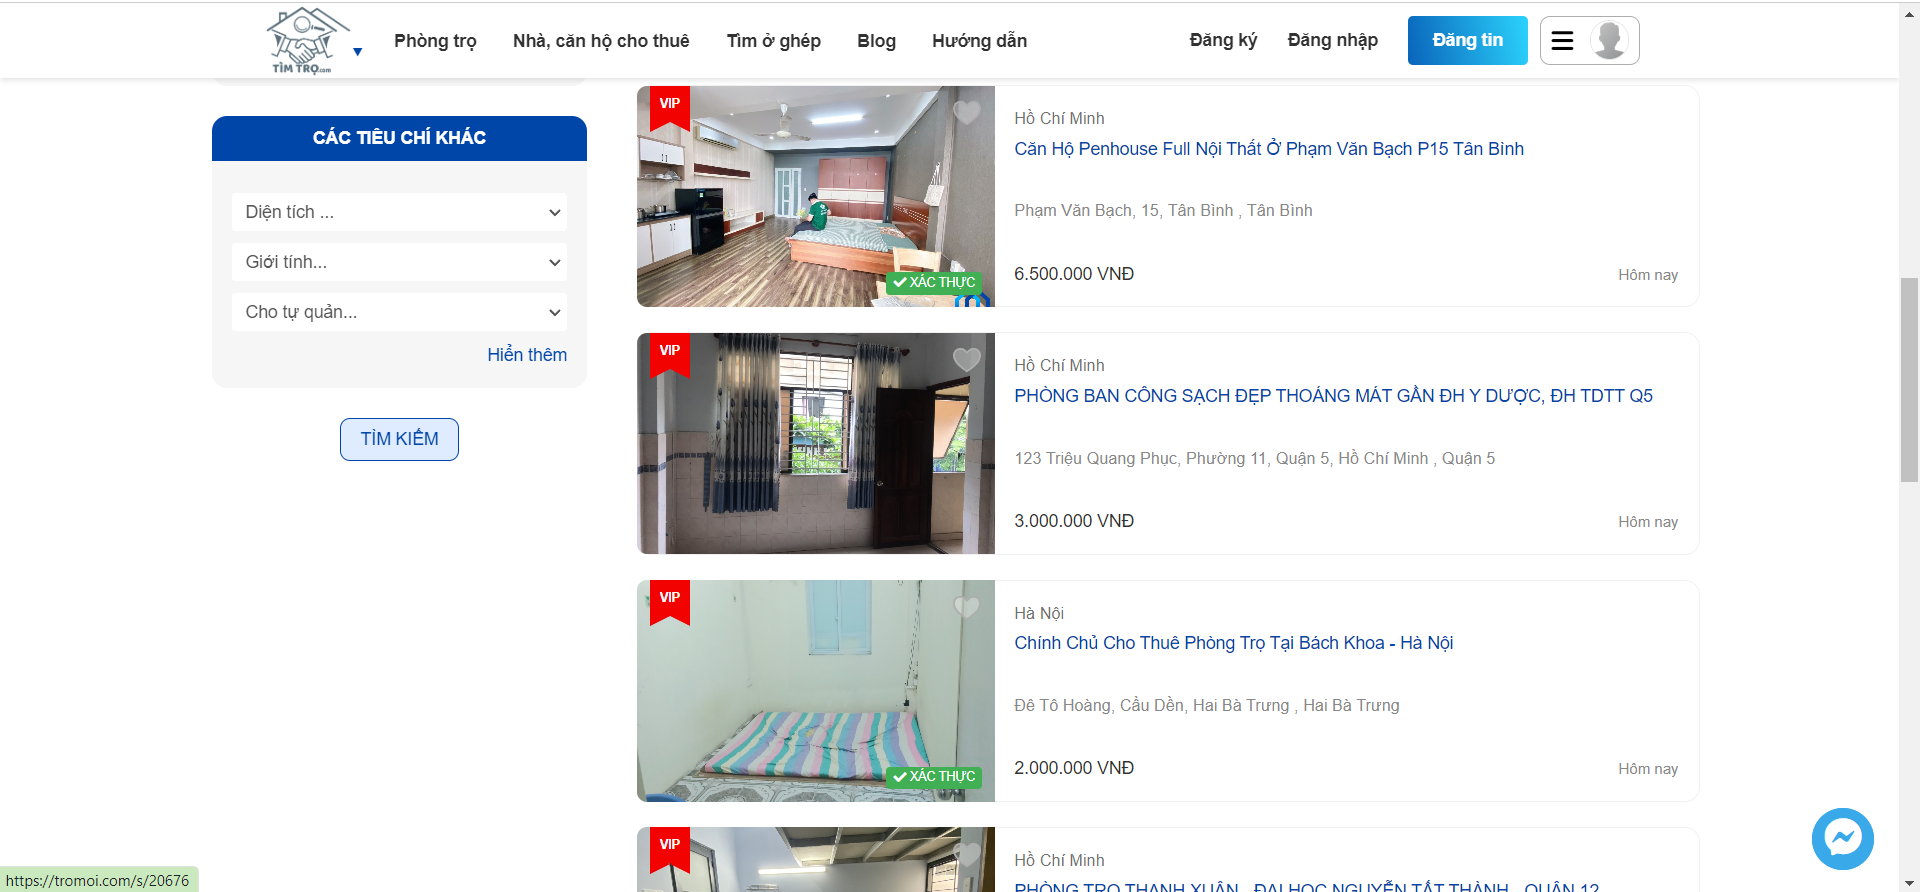 TÌM TRỌ.com
Phòng trọ
Nhà, căn hộ cho thuê
Tìm ở ghép
Blog
Hướng dẫn
Đăng ký
Đăng nhập
Đăng tin
CÁC TIÊU CHÍ KHÁC
Diện tích ...
Giới tính...
Cho tự quản...
Hiển thêm
TÌM KIẾM
VIP
XÁC THỰC
Hồ Chí Minh
Căn Hộ Penhouse Full Nội Thất Ở Phạm Văn Bạch P15 Tân Bình
Phạm Văn Bạch, 15, Tân Bình , Tân Bình
6.500.000 VNĐ
Hôm nay
VIP
Hồ Chí Minh
PHÒNG BAN CÔNG SẠCH ĐẸP THOÁNG MÁT GẦN ĐH Y DƯỢC, ĐH TDTT Q5
123 Triệu Quang Phục, Phường 11, Quận 5, Hồ Chí Minh , Quận 5
3.000.000 VNĐ
Hôm nay
VIP
XÁC THỰC
Hà Nội
Chính Chủ Cho Thuê Phòng Trọ Tại Bách Khoa - Hà Nội
Đê Tô Hoàng, Cầu Dền, Hai Bà Trưng , Hai Bà Trưng
2.000.000 VNĐ
Hôm nay
VIP
Hồ Chí Minh
PHÒNG TRỌ THẠNH XUÂN - ĐẠI HỌC NGUYỄN TẤT THÀNH - QUẬN 12
https://tromoi.com/s/20676